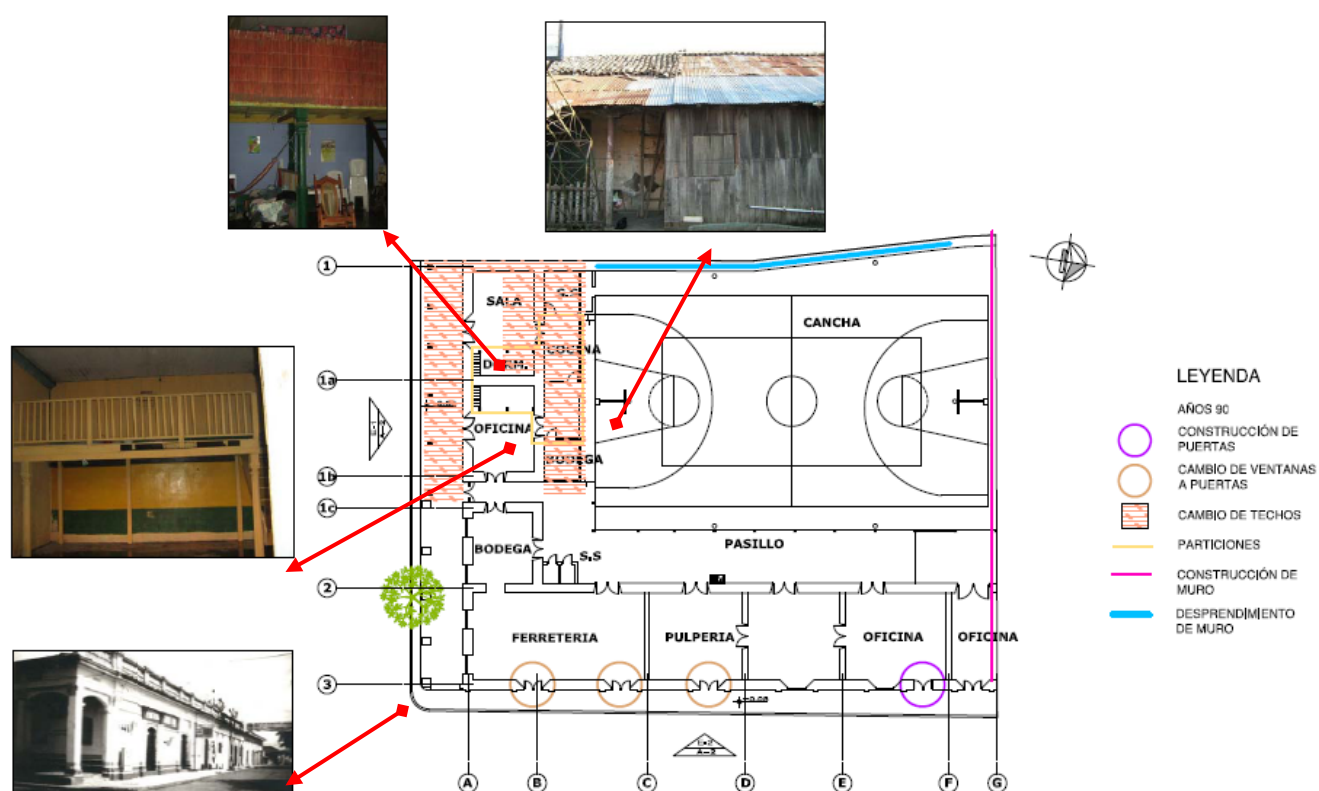 1
SALA
S.S
CANCHA
COCINA
LEYENDA
1a
DORM.
AÑOS 90
OFICINA
CONSTRUCCIÓN DE
PUERTAS
BODEGA
CAMBIO DE VENTANAS
A PUERTAS
1b
1c
CAMBIO DE TECHOS
BODEGA
S.S
PASILLO
PARTICIONES
2
CONSTRUCCIÓN DE
MURO
DESPRENDIMIENTO
DE MURO
FERRETERIA
PULPERIA
OFICINA
OFICINA
3
E-2
A-2
A
B
C
D
E
F
G